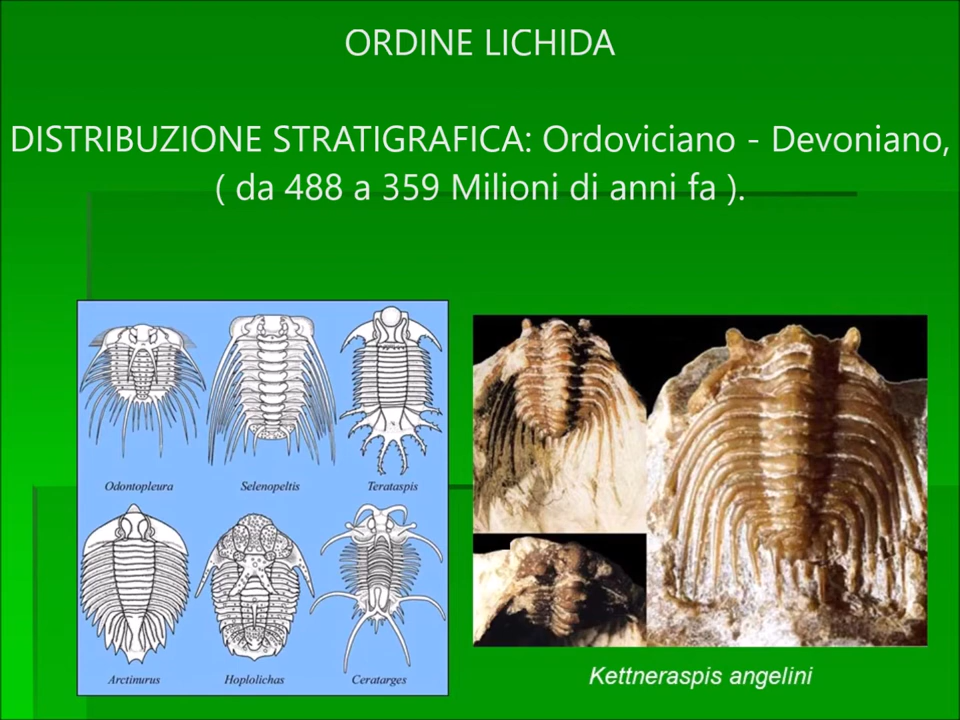 ORDINE LICHIDA
DISTRIBUZIONE STRATIGRAFICA: Ordoviciano - Devoniano,
( da 488 a 359 Milioni di anni fa ).
Odontopleura Selenopeltis Terataspis
Arctinurus Hoplolichas Ceratarges
Kettneraspis angelini